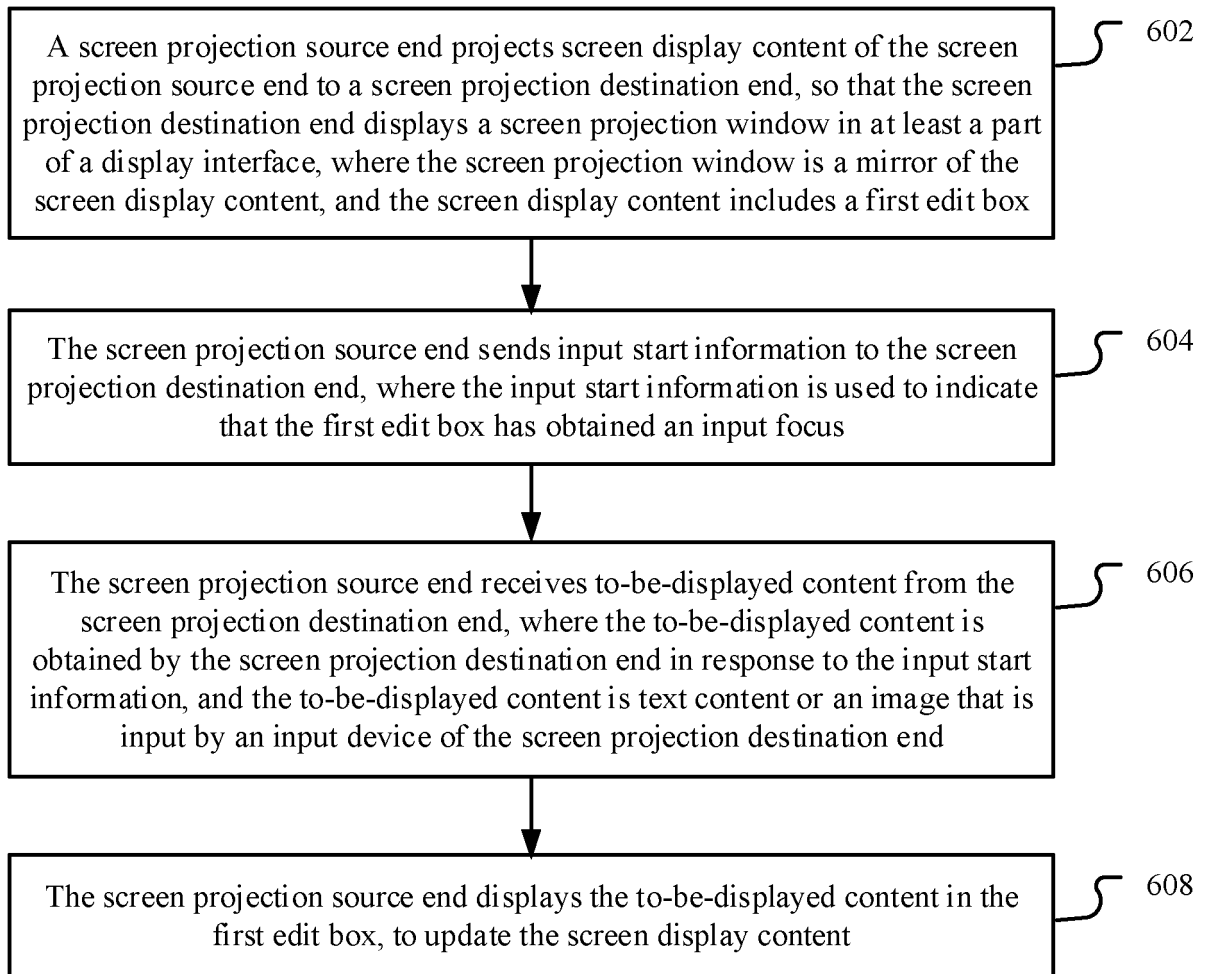 A screen projection source end projects screen display content of the screen
projection source end to a screen projection destination end, so that the screen
projection destination end displays a screen projection window in at least a part
of a display interface, where the screen projection window is a mirror of the
screen display content, and the screen display content includes a first edit box
602
The screen projection source end sends input start information to the screen
projection destination end, where the input start information is used to indicate
that the first edit box has obtained an input focus
604
The screen projection source end receives to-be-displayed content from the
screen projection destination end, where the to-be-displayed content is
obtained by the screen projection destination end in response to the input start
information, and the to-be-displayed content is text content or an image that is
input by an input device of the screen projection destination end
606
The screen projection source end displays the to-be-displayed content in the
first edit box, to update the screen display content
608